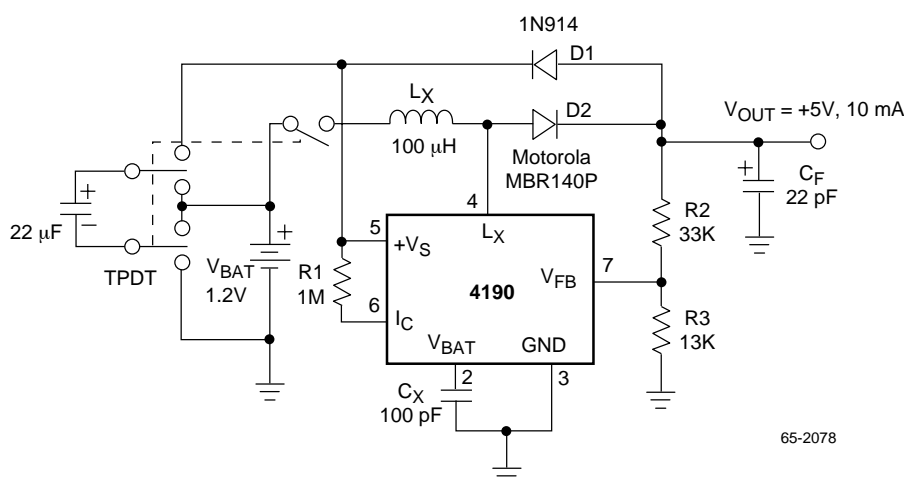 1N914
D1
LX
100 µH
D2
Motorola
MBR140P
VOUT = +5V, 10 mA
+
CF
22 pF
+
–
22 µF
TPDT
+
VBAT
1.2V
R1
1M
5
+VS
6
IC
4
LX
4190
VFB
7
VBAT
2
GND
3
CX
100 pF
R2
33K
R3
13K
65-2078